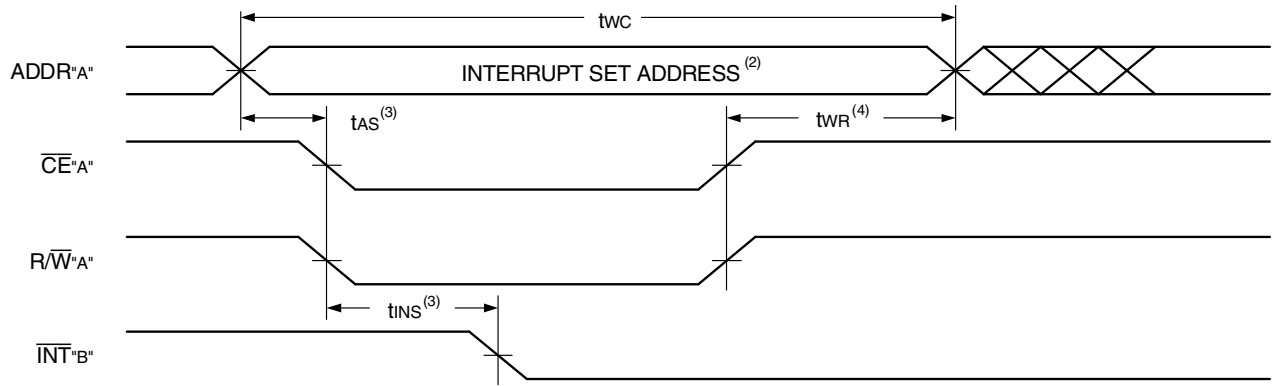 tWC
ADDR"A"
INTERRUPT SET ADDRESS(2)
tAS(3)
tWR(4)
CE"A"
R/W"A"
tINS(3)
INT"B"